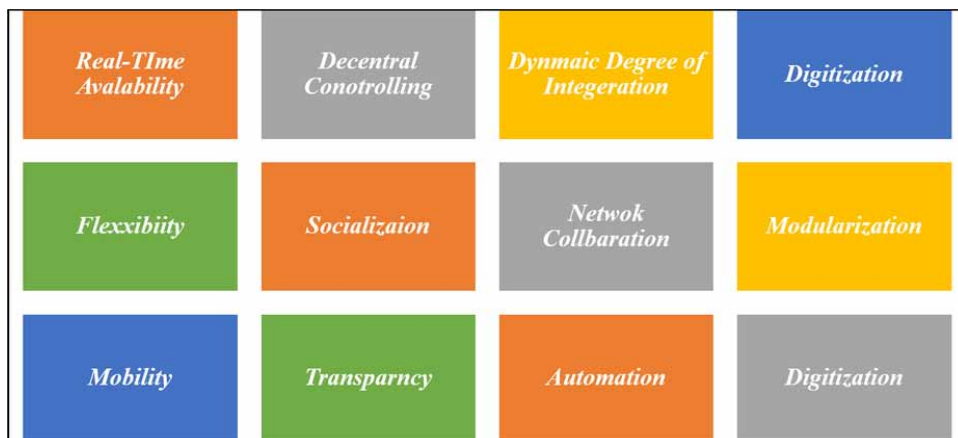 Real-TIme
Avalability
Decentral
Conotrolling
Dynmaic Degree of
Integeration
Digitization
Flexxibiity
Socializaion
Netwok
Collbaration
Modularization
Mobility
Transparncy
Automation
Digitization